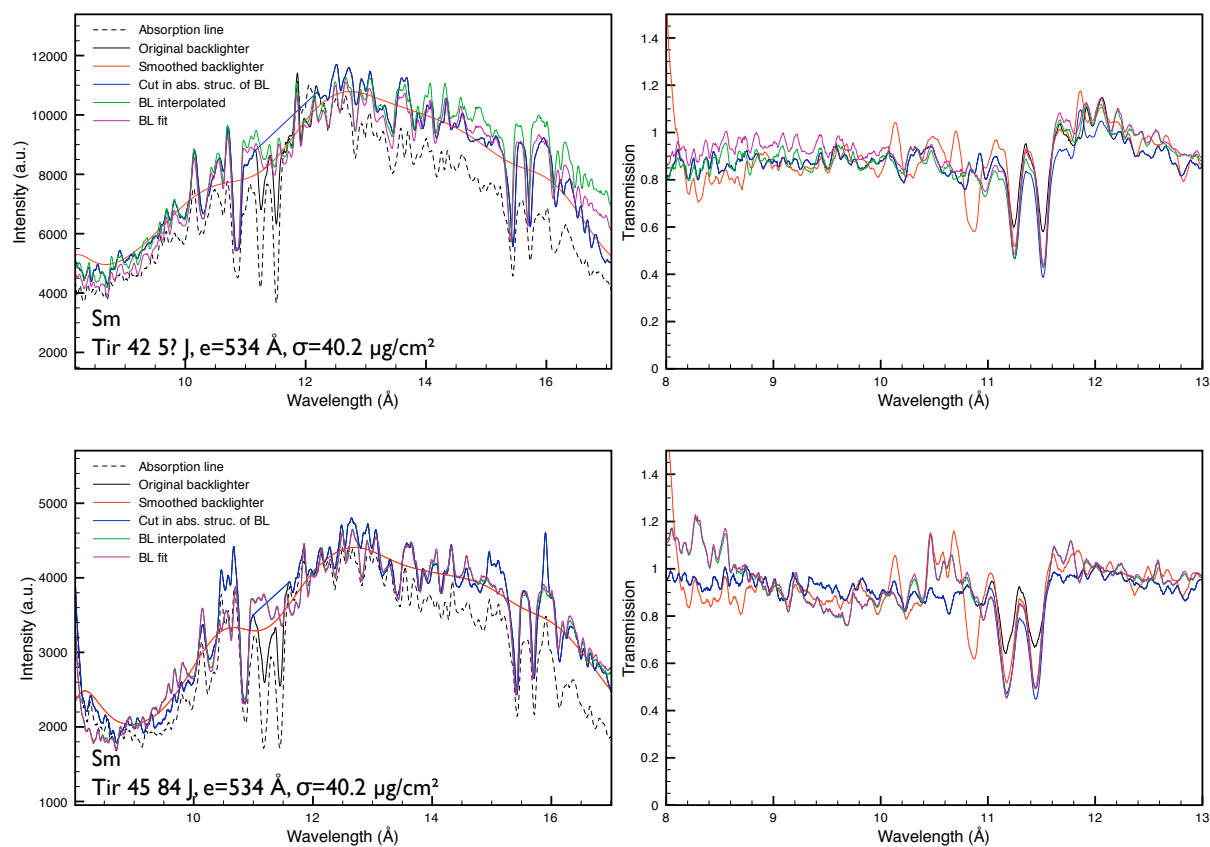 Absorption line
Original backlighter
Smoothed backlighter
Cut in abs. struc. of BL
BL interpolated
BL fit
12000
10000
8000
6000
4000
2000
Intensity (a.u.)
Sm
Tir 42 5? J, e=534 Å, σ=40.2 µg/cm²
10
12
14
16
Wavelength (Å)
1.4
1.2
1
0.8
0.6
0.4
0.2
0
Transmission
8
9
10
11
12
13
Wavelength (Å)
Absorption line
Original backlighter
Smoothed backlighter
Cut in abs. struc. of BL
BL interpolated
BL fit
5000
4000
3000
2000
1000
Intensity (a.u.)
Sm
Tir 45 84 J, e=534 Å, σ=40.2 µg/cm²
10
12
14
16
Wavelength (Å)
1.4
1.2
1
0.8
0.6
0.4
0.2
0
Transmission
8
9
10
11
12
13
Wavelength (Å)